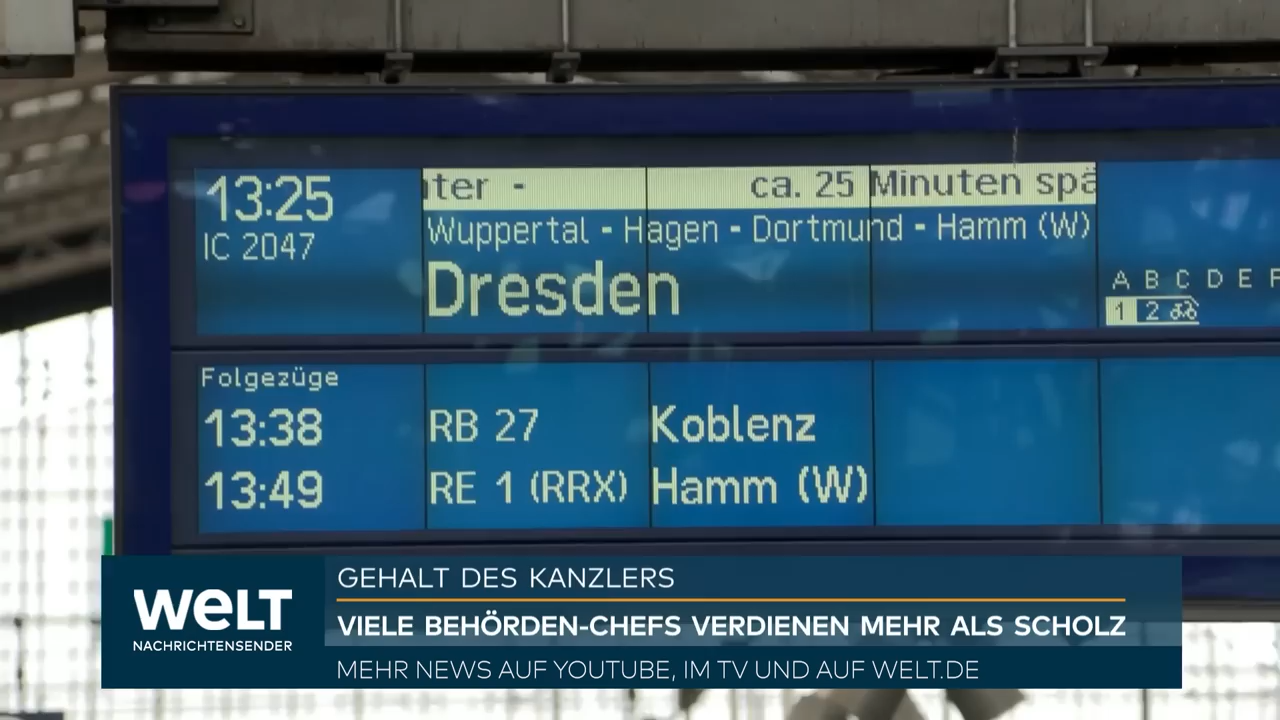 13:25
ca. 25 Minuten
IC 2047
Wuppertal - Hagen - Dortmund - Hamm (W)
Dresden
A B C D E F
1 2
Folgezüge
13:38 RB 27 Koblenz
13:49 RE 1 (RRX) Hamm (W)
WELT
NACHRICHTENSENDER
GEHALT DES KANZLERS
VIELE BEHÖRDEN-CHEFS VERDIENEN MEHR ALS SCHOLZ
MEHR NEWS AUF YOUTUBE, IM TV UND AUF WELT.DE